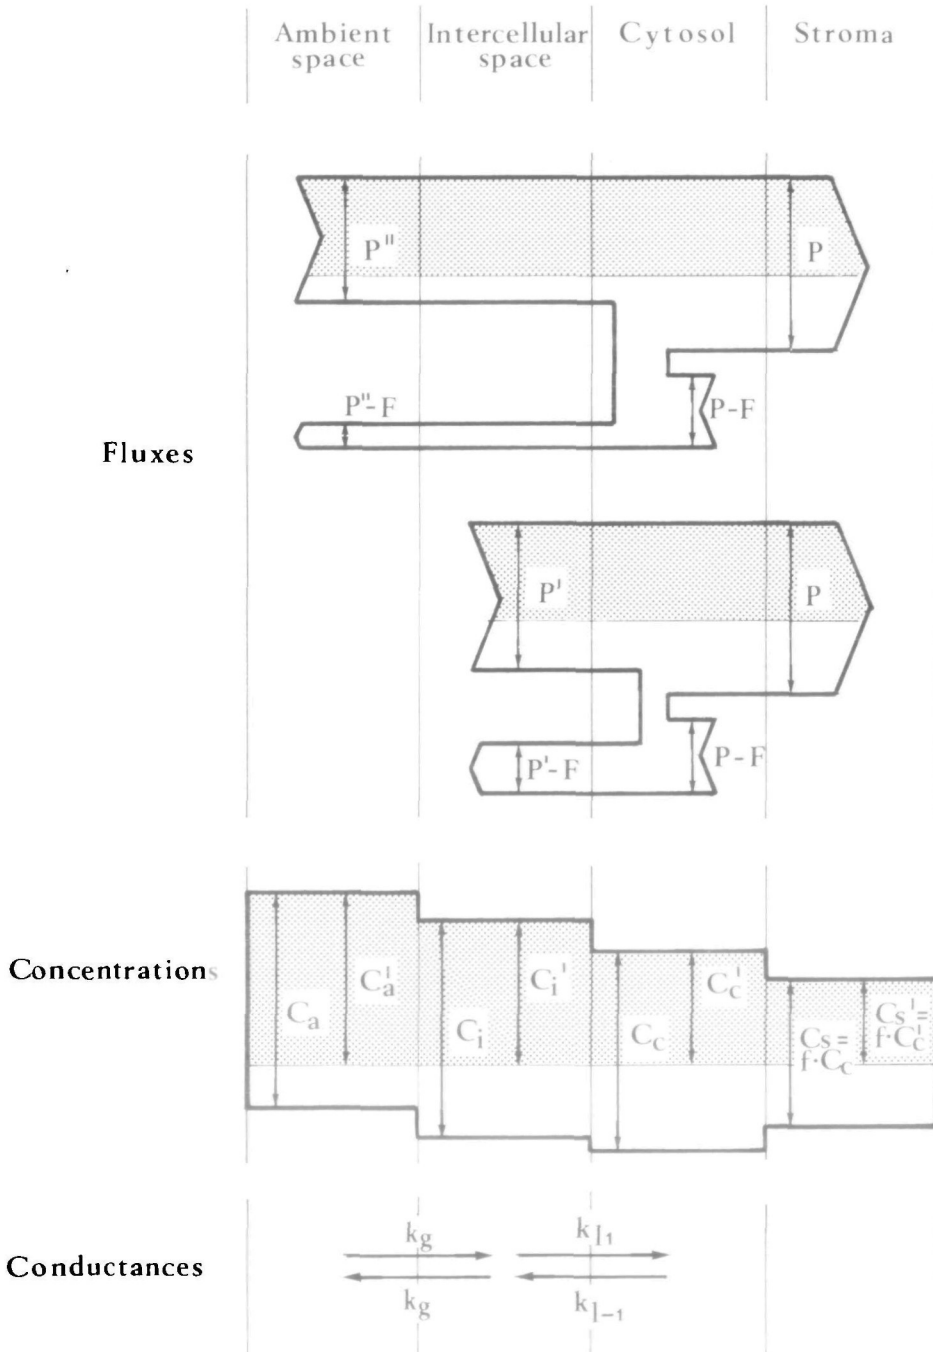 Ambient space
Intercellular space
Cytosol
Stroma
Fluxes
P"
P
P"-F
P-F
P'
P
P'-F
P-F
Concentrations
Ca
Ca'
Ci
Ci'
Cc
Cc'
Cs = f·Cc
Cs' = f·Cc'
Conductances
kg
kl1
kg
kl-1